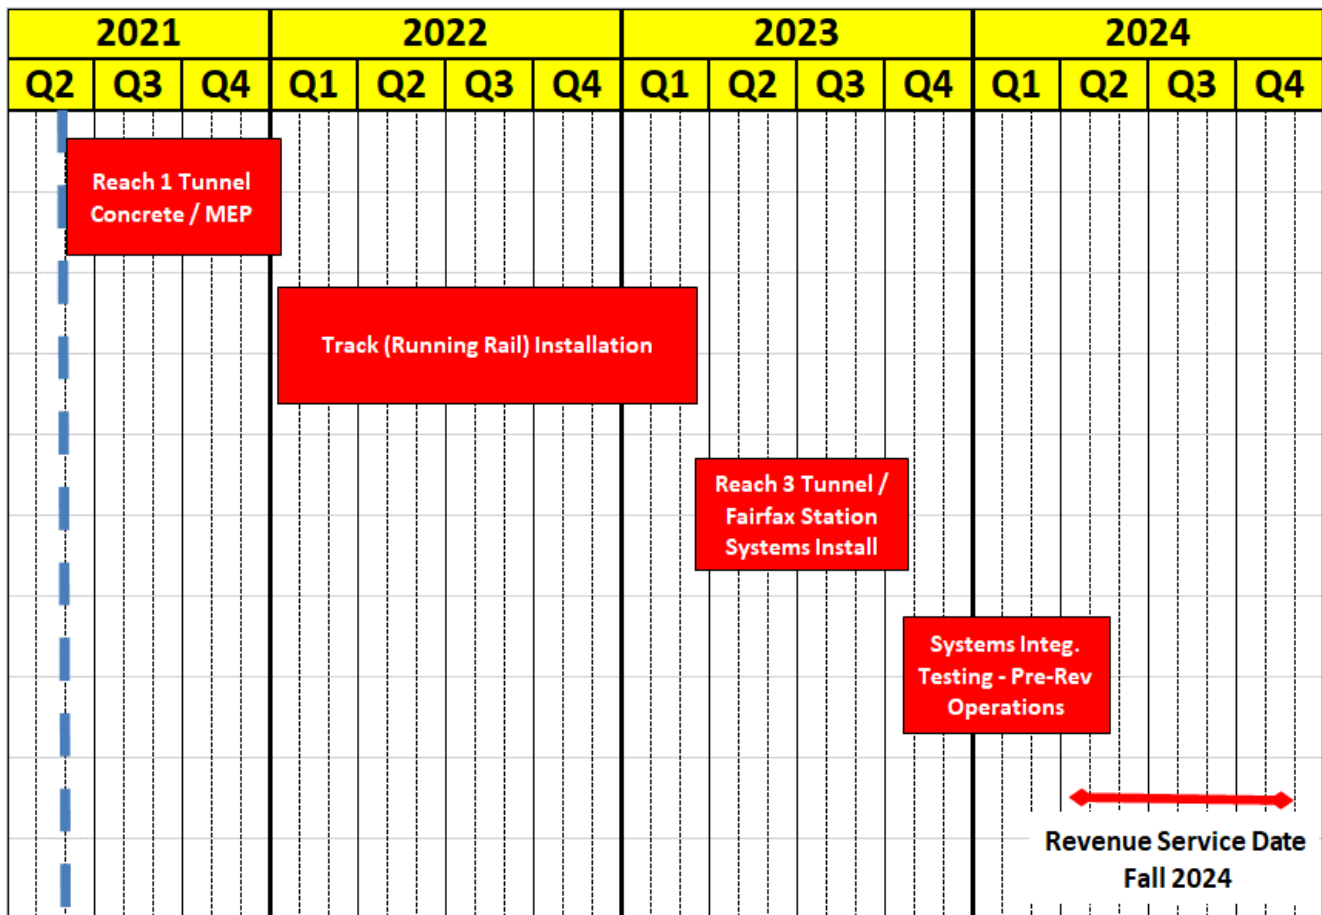 2021 2022 2023 2024
Q2 Q3 Q4 Q1 Q2 Q3 Q4 Q1 Q2 Q3 Q4 Q1 Q2 Q3 Q4
Reach 1 Tunnel
Concrete / MEP
Track (Running Rail) Installation
Reach 3 Tunnel /
Fairfax Station
Systems Install
Systems Integ.
Testing - Pre-Rev
Operations
Revenue Service Date
Fall 2024